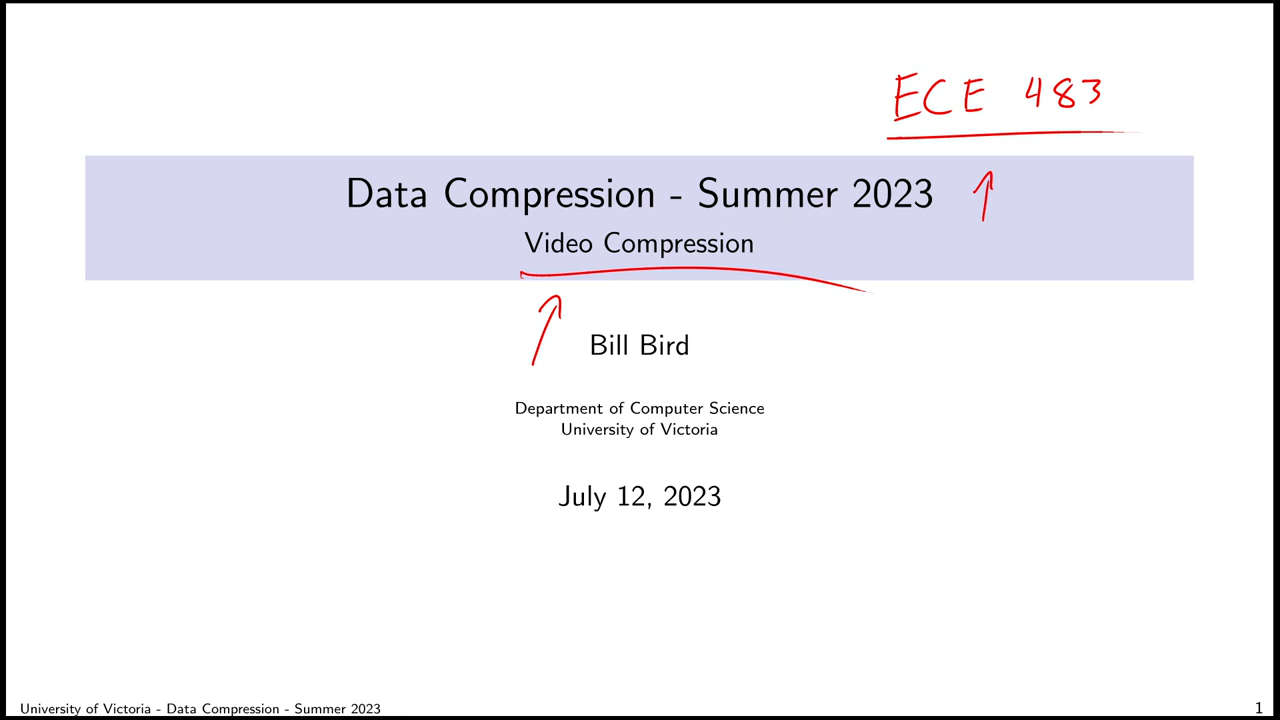 ECE 483
Data Compression - Summer 2023
Video Compression
Bill Bird
Department of Computer Science
University of Victoria
July 12, 2023
University of Victoria - Data Compression - Summer 2023
1